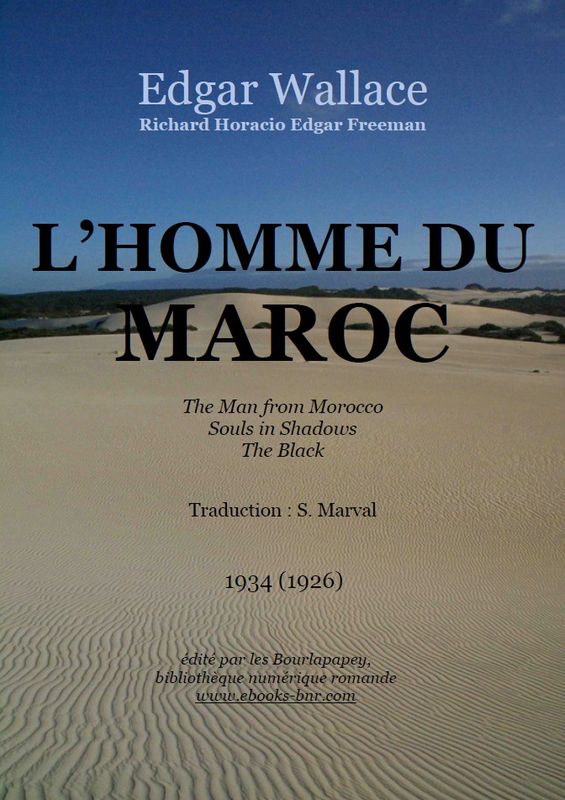 Edgar Wallace
Richard Horacio Edgar Freeman
L’HOMME DU
MAROC
The Man from Morocco
Souls in Shadows
The Black
Traduction : S. Marval
1934 (1926)
édité par les Bourlapapey,
bibliothèque numérique romande
www.ebooks-bnr.com